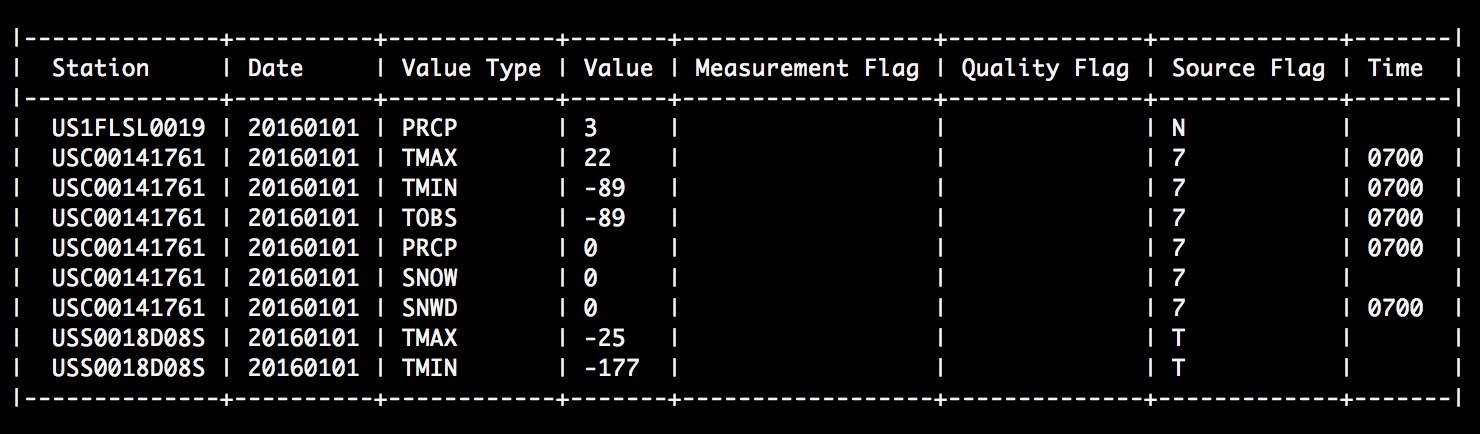 |--------------+----------+------------+-------+------------------+--------------+-------------+-------|
|  Station     | Date     | Value Type | Value | Measurement Flag | Quality Flag | Source Flag | Time  |
|--------------+----------+------------+-------+------------------+--------------+-------------+-------|
|  US1FLSL0019 | 20160101 | PRCP       | 3     |                  |              | N           |       |
|  USC00141761 | 20160101 | TMAX       | 22    |                  |              | 7           | 0700  |
|  USC00141761 | 20160101 | TMIN       | -89   |                  |              | 7           | 0700  |
|  USC00141761 | 20160101 | TOBS       | -89   |                  |              | 7           | 0700  |
|  USC00141761 | 20160101 | PRCP       | 0     |                  |              | 7           | 0700  |
|  USC00141761 | 20160101 | SNOW       | 0     |                  |              | 7           |       |
|  USC00141761 | 20160101 | SNWD       | 0     |                  |              | 7           | 0700  |
|  USS0018D08S | 20160101 | TMAX       | -25   |                  |              | T           |       |
|  USS0018D08S | 20160101 | TMIN       | -177  |                  |              | T           |       |
|--------------+----------+------------+-------+------------------+--------------+-------------+-------|